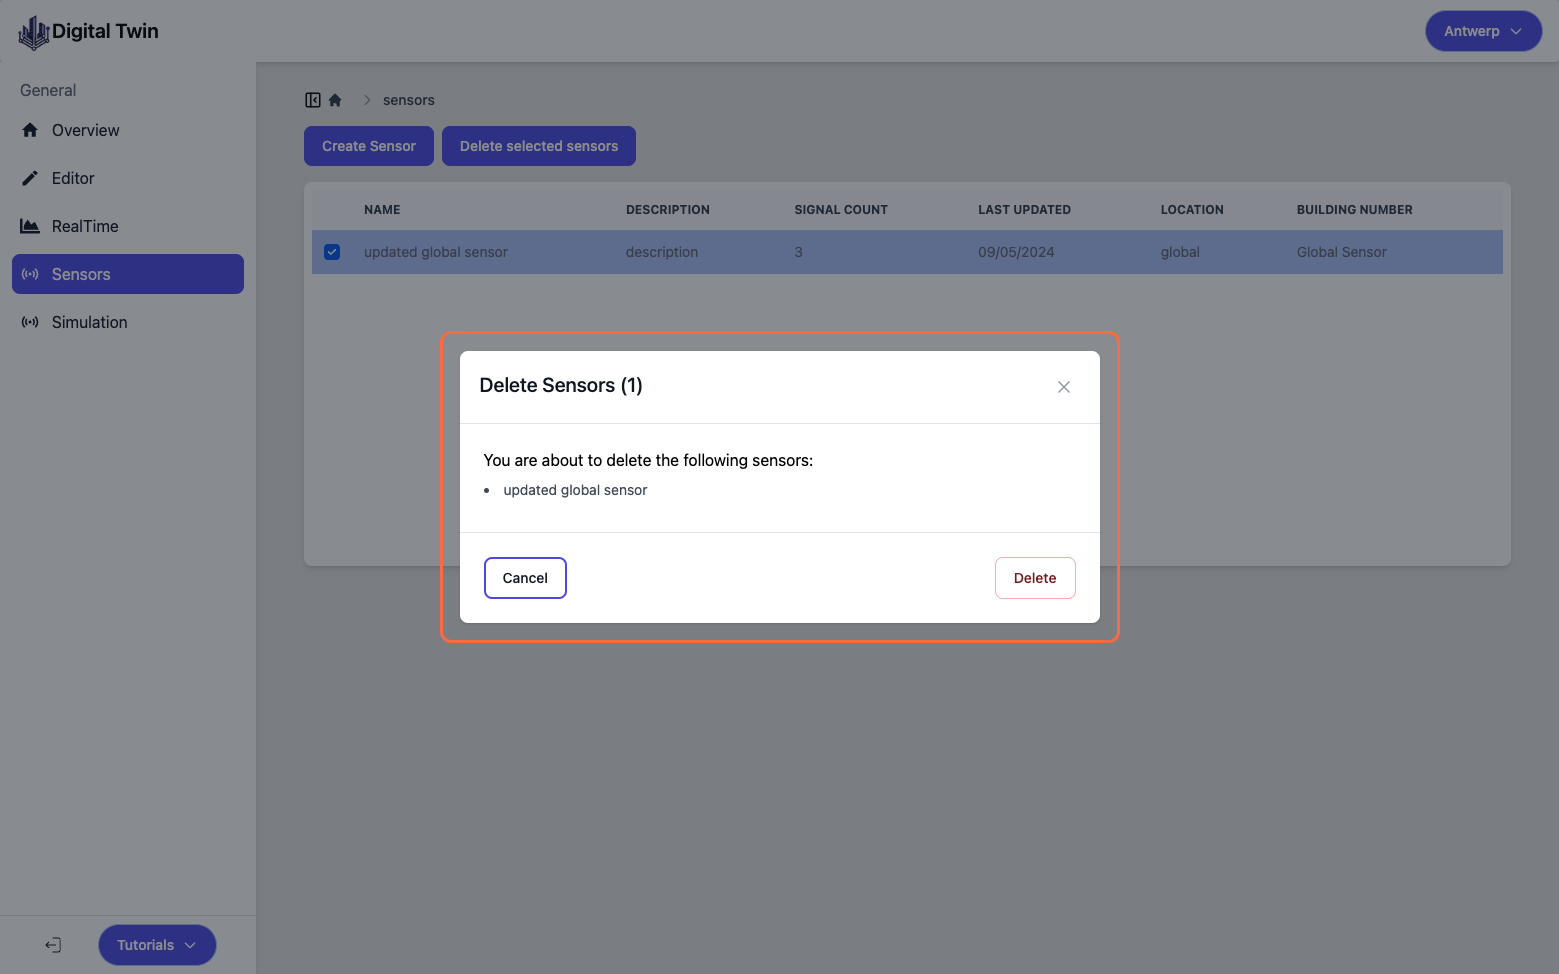 Digital Twin
Antwerp
General
Overview
Editor
RealTime
Sensors
Simulation
sensors
Create Sensor
Delete selected sensors
NAME DESCRIPTION SIGNAL COUNT LAST UPDATED LOCATION BUILDING NUMBER
updated global sensor description 3 09/05/2024 global Global Sensor
Delete Sensors (1)
You are about to delete the following sensors:
• updated global sensor
Cancel
Delete
Tutorials